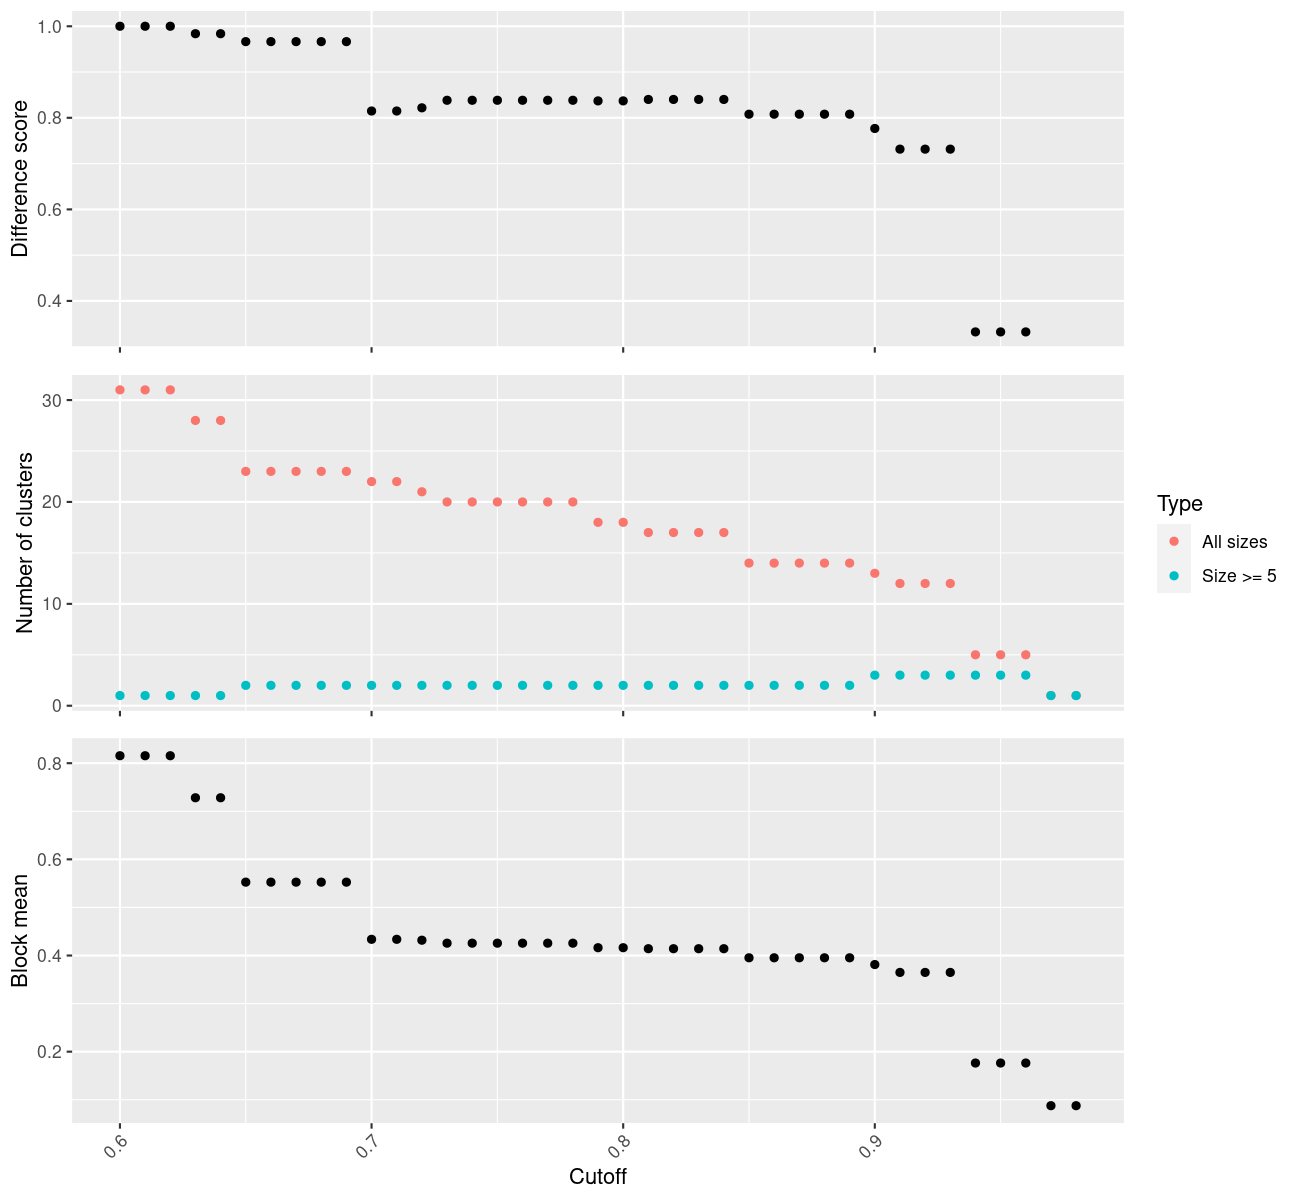 Difference score
1.0
0.8
0.6
0.4
Number of clusters
30
20
10
0
Type
All sizes
Size >= 5
Block mean
0.8
0.6
0.4
0.2
0.6
0.7
0.8
0.9
Cutoff